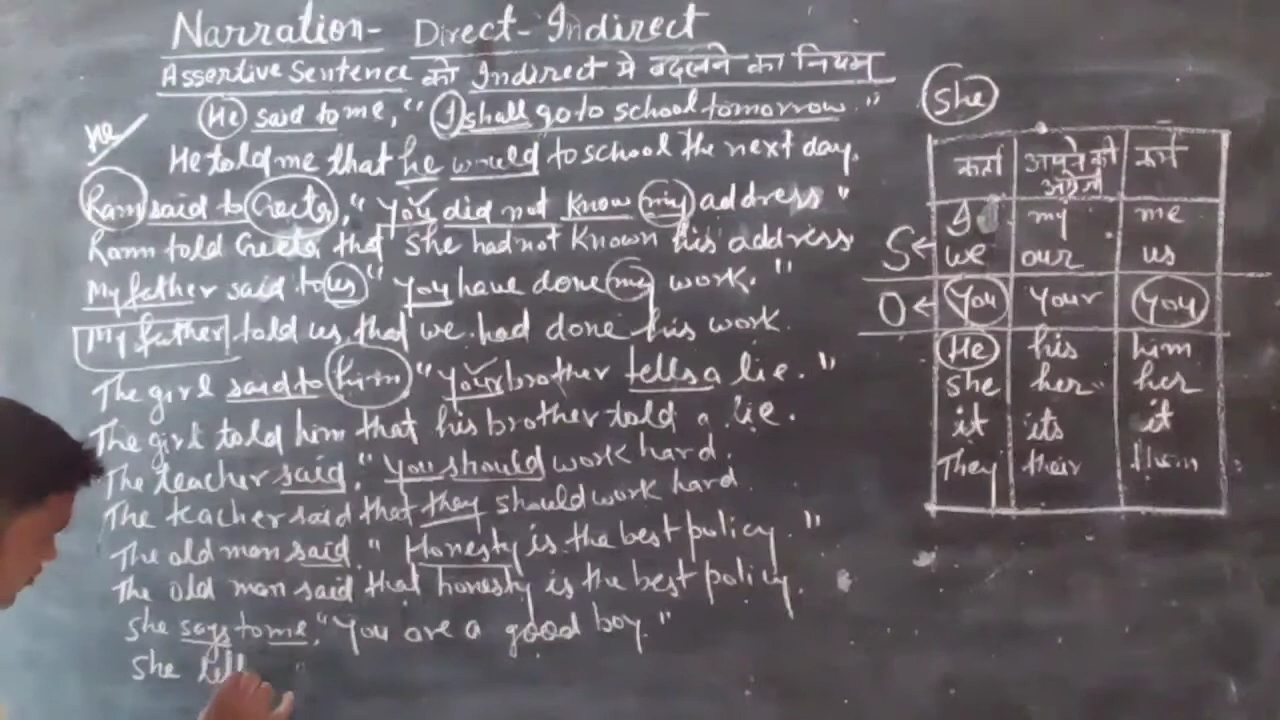 Narration- Direct-Indirect
Assertive Sentence को Indirect मे बदलने का नियम
He said to me, "I shall go to school tomorrow."
He
He told me that he would to school the next day.
Ram said to Geeta, "You did not know my address"
Ram told Geeta that she had not known his address
My father said to us "You have done my work."
My father told us that we had done his work.
The girl said to him "Your brother tells a lie."
The girl told him that his brother told a lie.
The teacher said, "You should work hard.
The teacher said that they should work hard
The old man said "Honesty is the best policy."
The old man said that honesty is the best policy.
She says to me, "You are a good boy."
She tell
She
कर्ता
कर्म
I my me
S← we our us
O← You your you
He his him
she her her
it its it
They their them